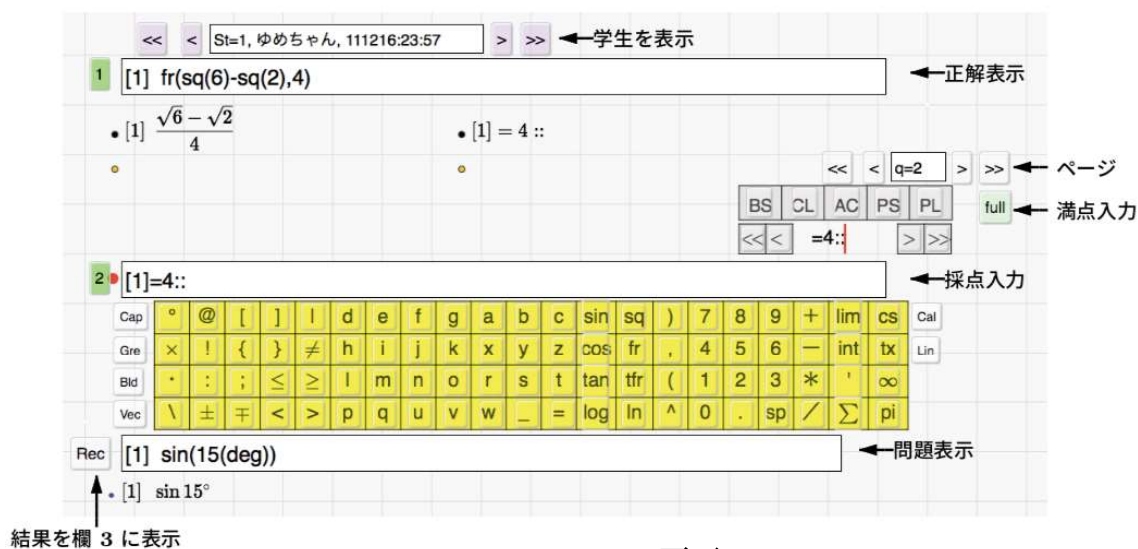 << < St=1, ゆめちゃん, 111216:23:57 > >> 学生を表示
1 [1] fr(sq(6)-sq(2),4) 正解表示
• [1] \frac{\sqrt{6} - \sqrt{2}}{4} • [1] = 4 ::
<< < q=2 > >> ページ
BS CL AC PS PL full 満点入力
<< < =4:: > >>
2 [1]=4:: 採点入力
Cap ° @ [ ] | d e f g a b c sin sq ) 7 8 9 + lim cs Cal
Gre × ! { } ≠ h i j k x y z cos fr , 4 5 6 − int tx Lin
Bld · : ; ≤ ≥ l m n o r s t tan tfr ( 1 2 3 * ' ∞
Vec \ ± ∓ < > p q u v w _ = log ln ^ 0 . sp / Σ pi
Rec [1] sin(15(deg)) 問題表示
• [1] sin 15°
結果を欄 3 に表示